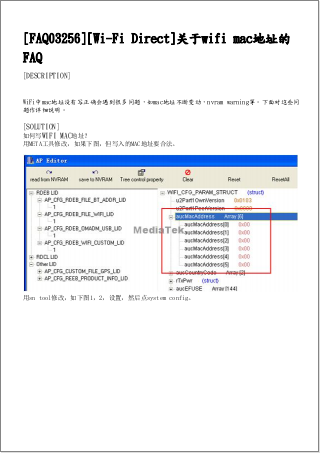 [FAQ03256][Wi-Fi Direct]关于wifi mac地址的
FAQ
[DESCRIPTION]
WiFi中mac地址没有写正确会遇到很多问题，如mac地址不断变动，nvram warning等。下面对这些问
题作详细说明。
[SOLUTION]
如何写WIFI MAC地址?
用META工具修改：如果下图，但写入的MAC地址要合法。
AP Editor
read from NVRAM save to NVRAM Tree control property Clear Reset ResetAll
RDEB LID
AP_CFG_RDEB_FILE_BT_ADDR_LID
1
AP_CFG_RDEB_FILE_WIFI_LID
1
AP_CFG_RDEB_OMADM_USB_LID
1
AP_CFG_RDEB_WIFI_CUSTOM_LID
1
RDCL LID
Other LID
AP_CFG_CUSTOM_FILE_GPS_LID
AP_CFG_REEB_PRODUCT_INFO_LID
WIFI_CFG_PARAM_STRUCT (struct)
u2Part1OwnVersion 0x0103
aucMacAddress Array [6]
aucMacAddress[0] 0x00
aucMacAddress[1] 0x00
aucMacAddress[2] 0x00
aucMacAddress[3] 0x00
aucMacAddress[4] 0x00
aucMacAddress[5] 0x00
aucCountryCode Array [2]
rTxPwr (struct)
aucEFUSE Array [144]
MediaTek
用sn tool修改：如下图1，2，设置，然后点system config。